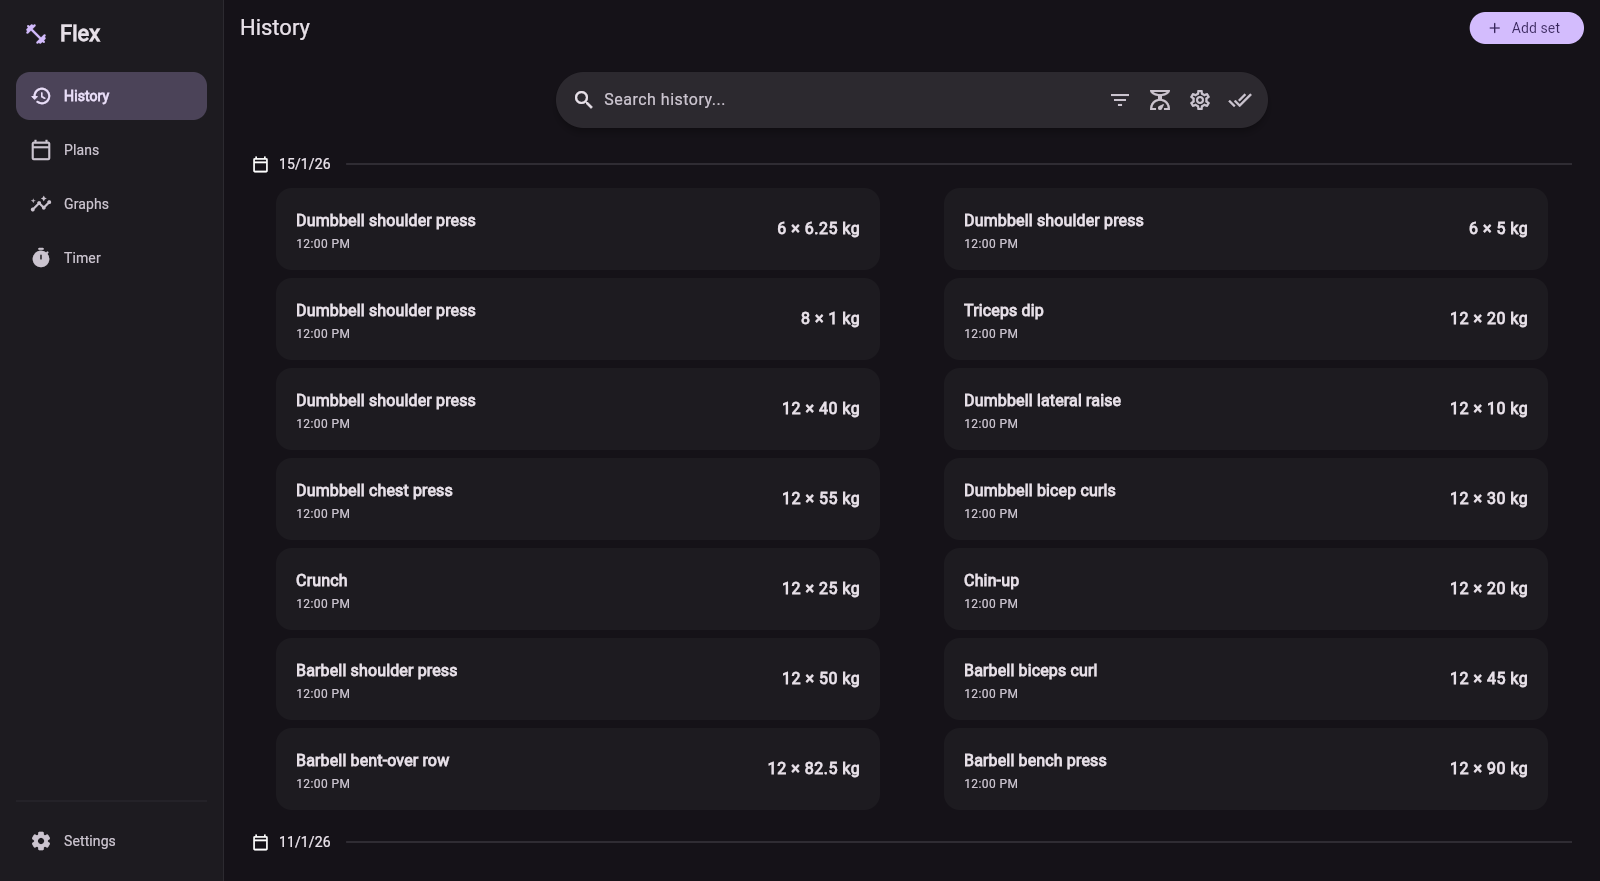 Flex
History
Plans
Graphs
Timer
Settings
History
Add set
Search history...
15/1/26
Dumbbell shoulder press
12:00 PM
6 × 6.25 kg
Dumbbell shoulder press
12:00 PM
6 × 5 kg
Dumbbell shoulder press
12:00 PM
8 × 1 kg
Triceps dip
12:00 PM
12 × 20 kg
Dumbbell shoulder press
12:00 PM
12 × 40 kg
Dumbbell lateral raise
12:00 PM
12 × 10 kg
Dumbbell chest press
12:00 PM
12 × 55 kg
Dumbbell bicep curls
12:00 PM
12 × 30 kg
Crunch
12:00 PM
12 × 25 kg
Chin-up
12:00 PM
12 × 20 kg
Barbell shoulder press
12:00 PM
12 × 50 kg
Barbell biceps curl
12:00 PM
12 × 45 kg
Barbell bent-over row
12:00 PM
12 × 82.5 kg
Barbell bench press
12:00 PM
12 × 90 kg
11/1/26